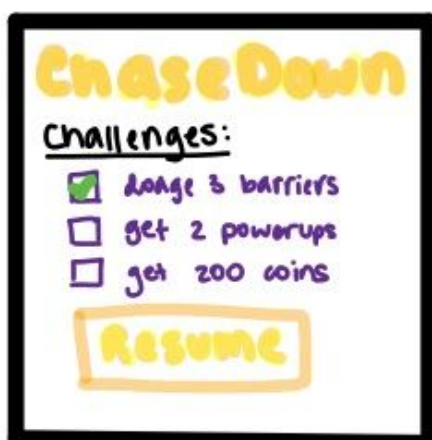 ChaseDown
Challenges:
dodge 3 barriers
get 2 powerups
get 200 coins
Resume